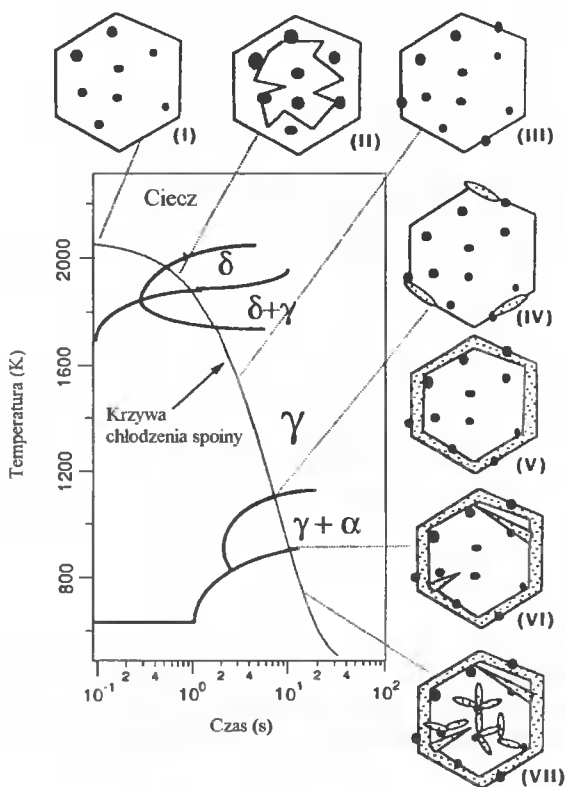 (I)
(II)
(III)
Ciecz
δ
δ+γ
Krzywa
chłodzenia spoiny
γ
γ + α
(IV)
(V)
(VI)
(VII)
Temperatura (K)
2000
1600
1200
800
10⁻¹ 2 4 10⁰ 2 4 10¹ 2 4 10²
Czas (s)